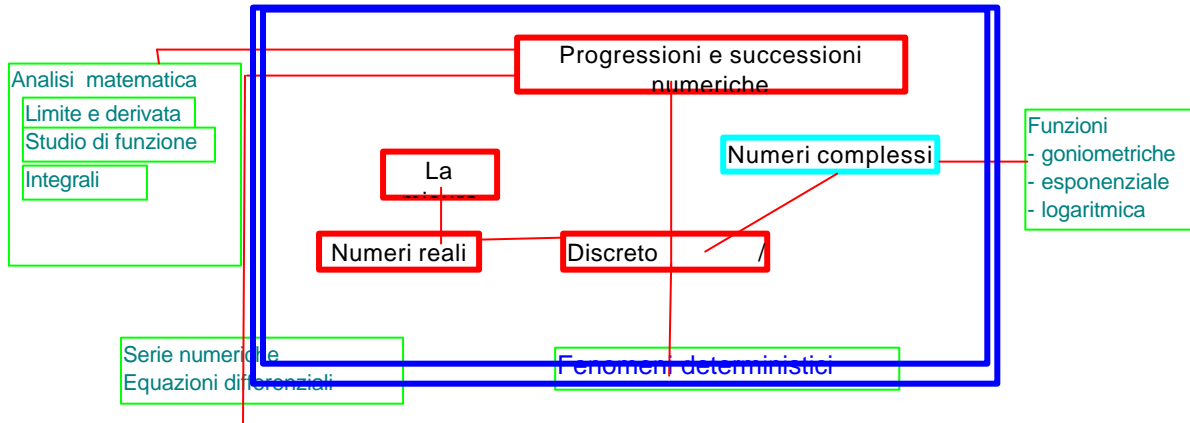 Progressioni e successioni
numeriche
Analisi matematica
Limite e derivata
Studio di funzione
Integrali
Numeri complessi
Funzioni
- goniometriche
- esponenziale
- logaritmica
La
Numeri reali
Discreto /
Serie numeriche
Equazioni differenziali
Fenomeni deterministici